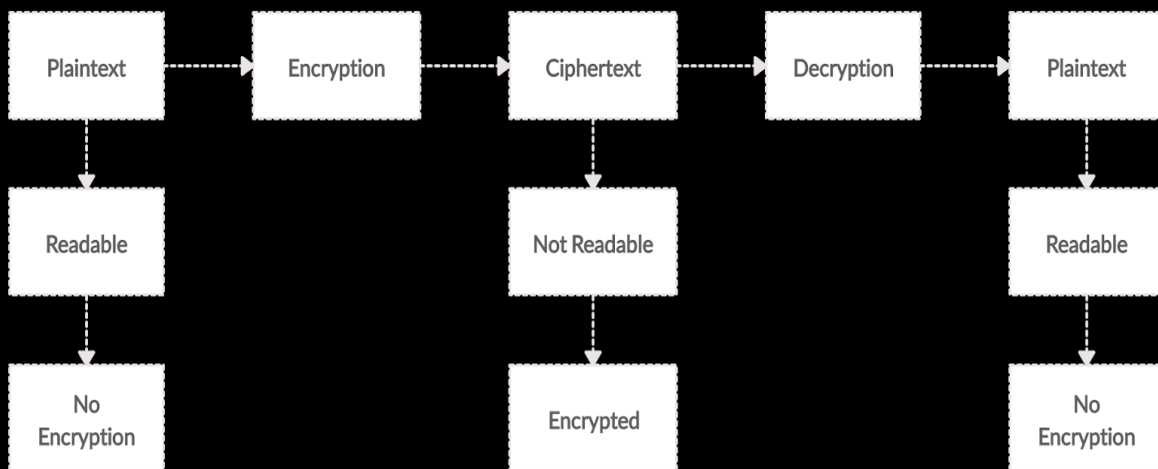 Plaintext
Encryption
Ciphertext
Decryption
Plaintext
Readable
Not Readable
Readable
No
Encryption
Encrypted
No
Encryption